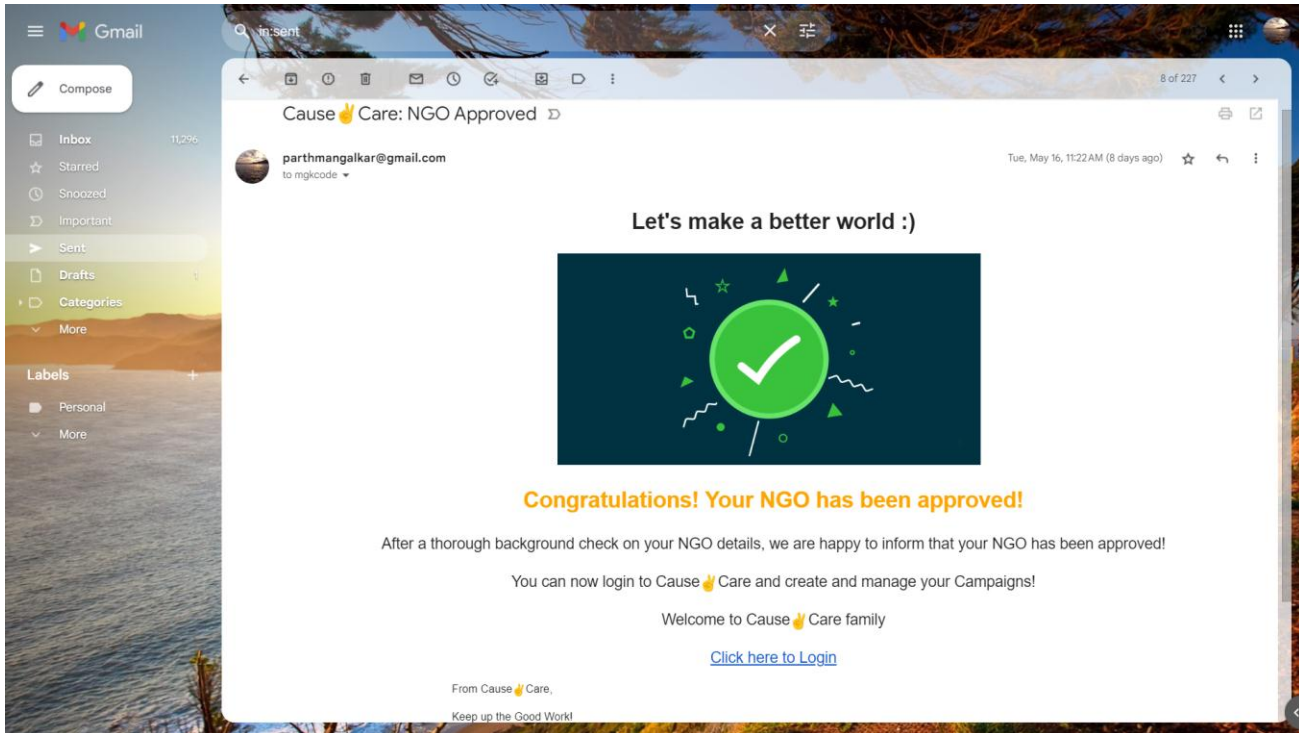 Gmail
in:sent
Compose
8 of 227
Inbox 11,296
Starred
Snoozed
Important
Sent
Drafts
Categories
More
Labels
Personal
More
Cause✌Care: NGO Approved
parthmangalkar@gmail.com
Tue, May 16, 11:22 AM (8 days ago)
to mgkcode
Let's make a better world :)
Congratulations! Your NGO has been approved!
After a thorough background check on your NGO details, we are happy to inform that your NGO has been approved!
You can now login to Cause✌Care and create and manage your Campaigns!
Welcome to Cause✌Care family
Click here to Login
From Cause✌Care,
Keep up the Good Work!